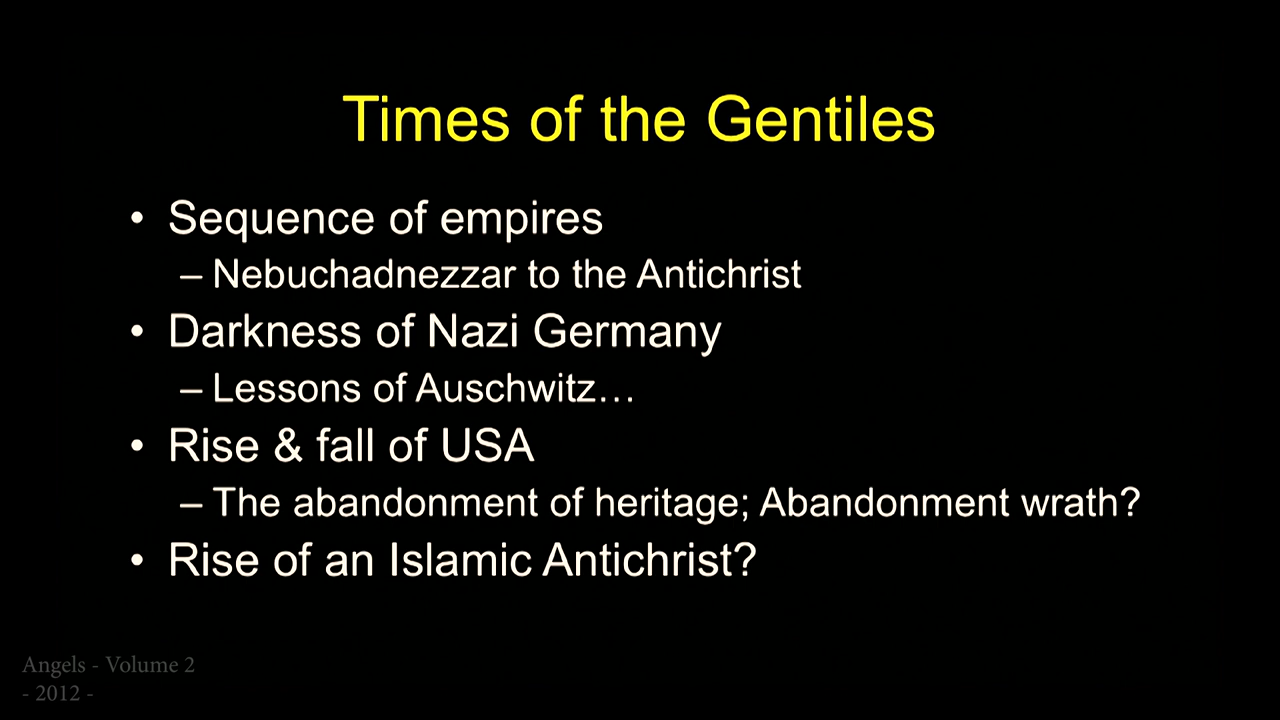 Times of the Gentiles
• Sequence of empires
– Nebuchadnezzar to the Antichrist
• Darkness of Nazi Germany
– Lessons of Auschwitz…
• Rise & fall of USA
– The abandonment of heritage; Abandonment wrath?
• Rise of an Islamic Antichrist?
Angels - Volume 2
- 2012 -